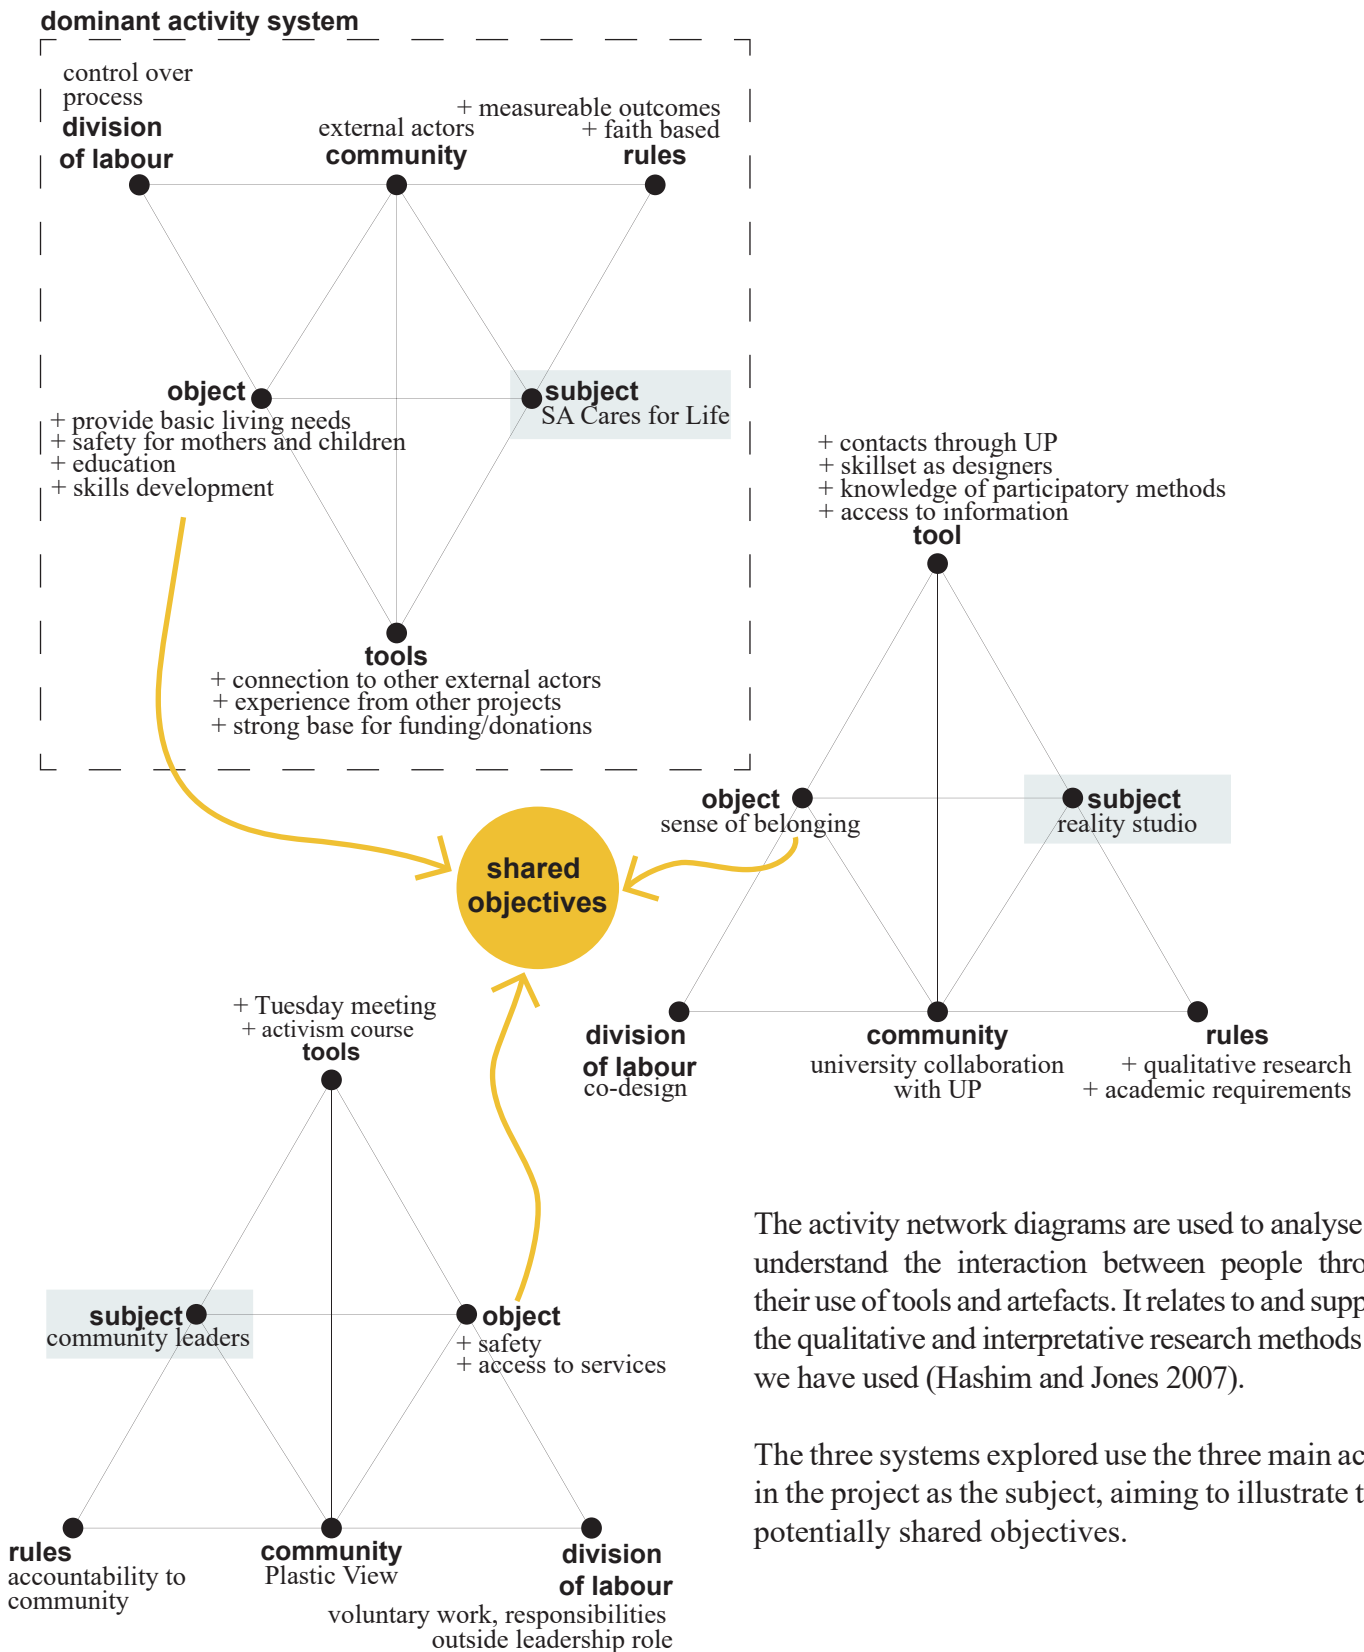 dominant activity system
control over
process
division
of labour
external actors
community
+ measureable outcomes
+ faith based
rules
object
+ provide basic living needs
+ safety for mothers and children
+ education
+ skills development
subject
SA Cares for Life
tools
+ connection to other external actors
+ experience from other projects
+ strong base for funding/donations
+ contacts through UP
+ skillset as designers
+ knowledge of participatory methods
+ access to information
tool
object
sense of belonging
subject
reality studio
division
of labour
co-design
community
university collaboration
with UP
rules
+ qualitative research
+ academic requirements
shared
objectives
+ Tuesday meeting
+ activism course
tools
subject
community leaders
object
+ safety
+ access to services
rules
accountability to
community
community
Plastic View
division
of labour
voluntary work, responsibilities
outside leadership role
The activity network diagrams are used to analyse
understand the interaction between people thro
their use of tools and artefacts. It relates to and supp
the qualitative and interpretative research methods
we have used (Hashim and Jones 2007).
The three systems explored use the three main ac
in the project as the subject, aiming to illustrate t
potentially shared objectives.